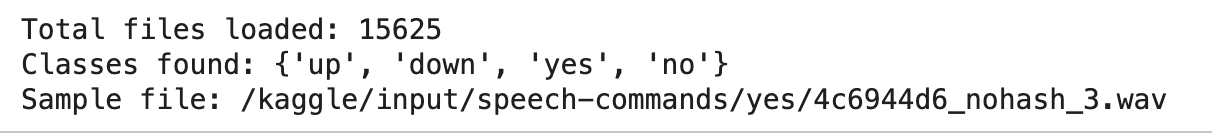 Total files loaded: 15625
Classes found: {'up', 'down', 'yes', 'no'}
Sample file: /kaggle/input/speech-commands/yes/4c6944d6_nohash_3.wav